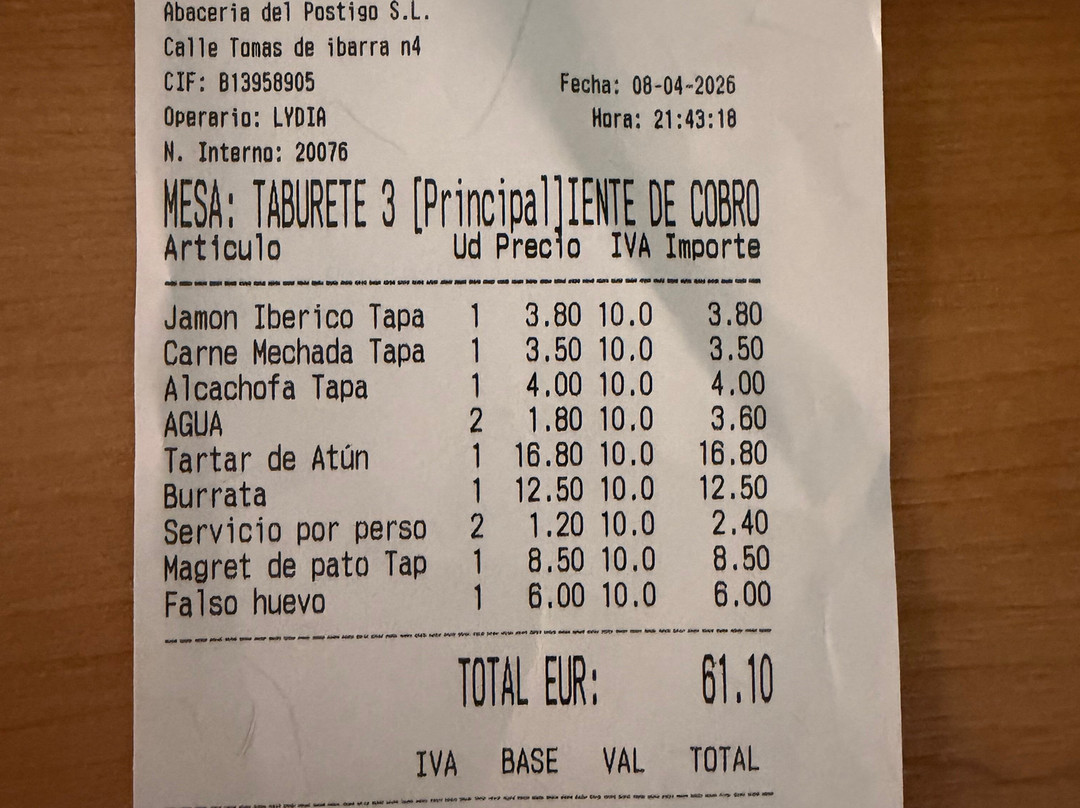 Abaceria del Postigo S.L.
Calle Tomas de ibarra n4
CIF: B13958905 Fecha: 08-04-2026
Operario: LYDIA Hora: 21:43:18
N. Interno: 20076
MESA: TABURETE 3 [Principal]IENTE DE COBRO
Articulo Ud Precio IVA Importe
Jamon Iberico Tapa 1 3.80 10.0 3.80
Carne Mechada Tapa 1 3.50 10.0 3.50
Alcachofa Tapa 1 4.00 10.0 4.00
AGUA 2 1.80 10.0 3.60
Tartar de Atún 1 16.80 10.0 16.80
Burrata 1 12.50 10.0 12.50
Servicio por perso 2 1.20 10.0 2.40
Magret de pato Tap 1 8.50 10.0 8.50
Falso huevo 1 6.00 10.0 6.00
TOTAL EUR: 61.10
IVA BASE VAL TOTAL